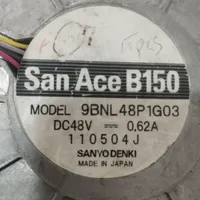 San Ace B150
MODEL 9BNL48P1G03
DC48V ⎓ 0.62A
110504J
SANYO DENKI
MADE IN JAPAN